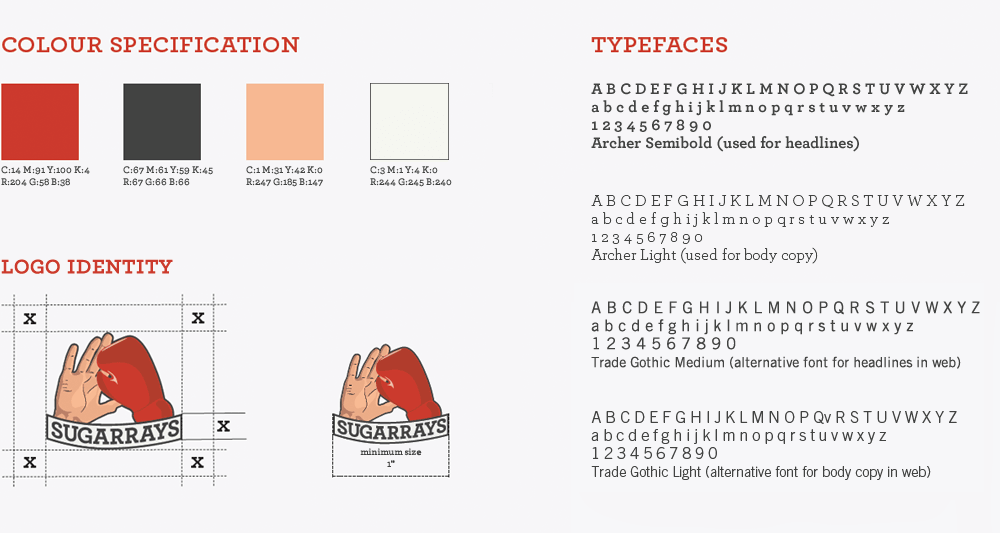 COLOUR SPECIFICATION
C:14 M:91 Y:100 K:4
R:204 G:58 B:38
C:67 M:61 Y:59 K:45
R:67 G:66 B:66
C:1 M:31 Y:42 K:0
R:247 G:185 B:147
C:3 M:1 Y:4 K:0
R:244 G:245 B:240
LOGO IDENTITY
X
X
SUGARRAYS
X
X
X
SUGARRAYS
minimum size
1"
TYPEFACES
A B C D E F G H I J K L M N O P Q R S T U V W X Y Z
a b c d e f g h i j k l m n o p q r s t u v w x y z
1 2 3 4 5 6 7 8 9 0
Archer Semibold (used for headlines)
A B C D E F G H I J K L M N O P Q R S T U V W X Y Z
a b c d e f g h i j k l m n o p q r s t u v w x y z
1 2 3 4 5 6 7 8 9 0
Archer Light (used for body copy)
A B C D E F G H I J K L M N O P Q R S T U V W X Y Z
a b c d e f g h i j k l m n o p q r s t u v w x y z
1 2 3 4 5 6 7 8 9 0
Trade Gothic Medium (alternative font for headlines in web)
A B C D E F G H I J K L M N O P Qv R S T U V W X Y Z
a b c d e f g h i j k l m n o p q r s t u v w x y z
1 2 3 4 5 6 7 8 9 0
Trade Gothic Light (alternative font for body copy in web)